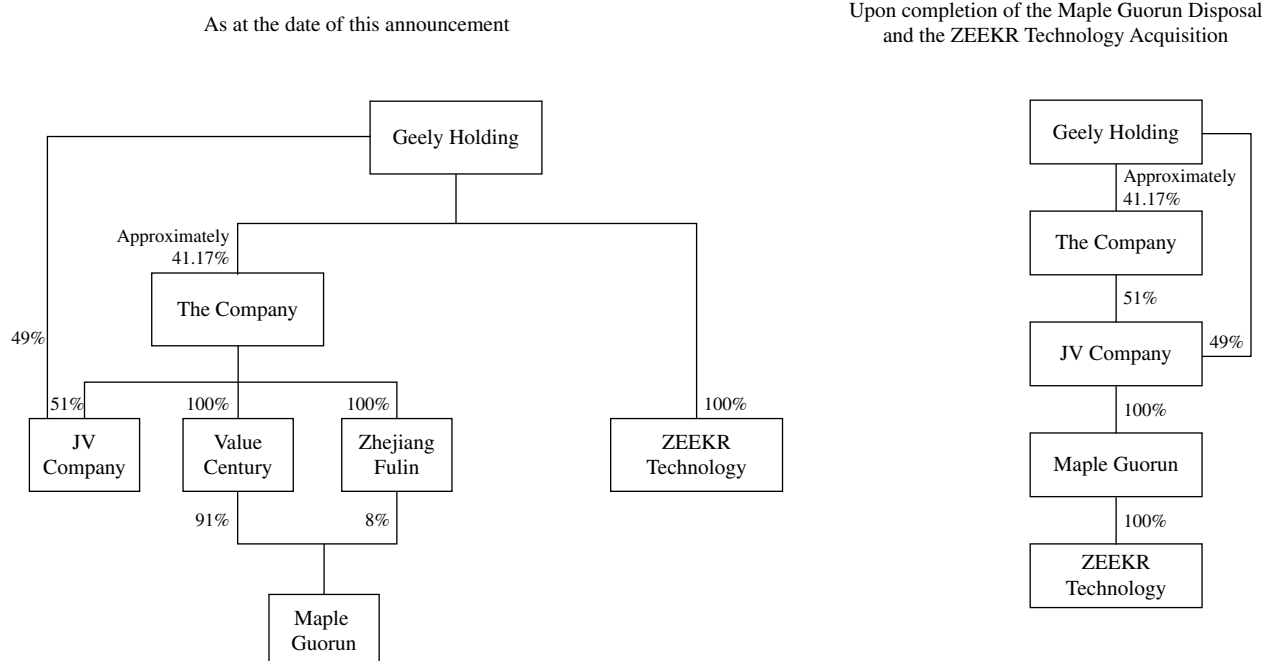 As at the date of this announcement
Geely Holding
Approximately
41.17%
The Company
49%
51%
100%
100%
100%
JV
Company
Value
Century
Zhejiang
Fulin
ZEEKR
Technology
91%
8%
Maple
Guorun
Upon completion of the Maple Guorun Disposal
and the ZEEKR Technology Acquisition
Geely Holding
Approximately
41.17%
The Company
51%
49%
JV Company
100%
Maple Guorun
100%
ZEEKR
Technology